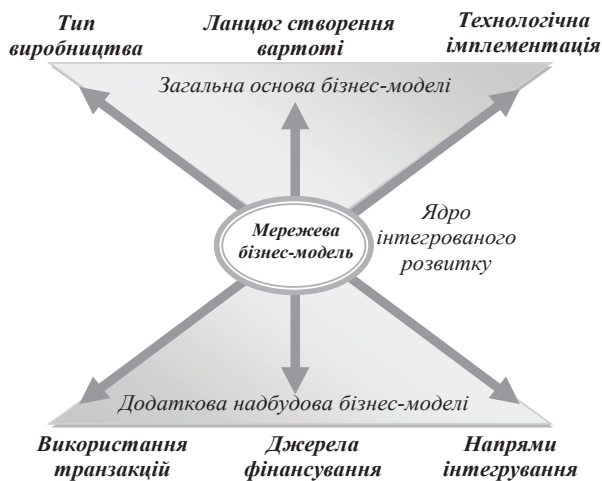 Тип
виробництва
Ланцюг створення
вартоті
Технологічна
імплементація
Загальна основа бізнес-моделі
Мережева
бізнес-модель
Ядро
інтегрованого
розвитку
Додаткова надбудова бізнес-моделі
Використання
транзакцій
Джерела
фінансування
Напрями
інтегрування